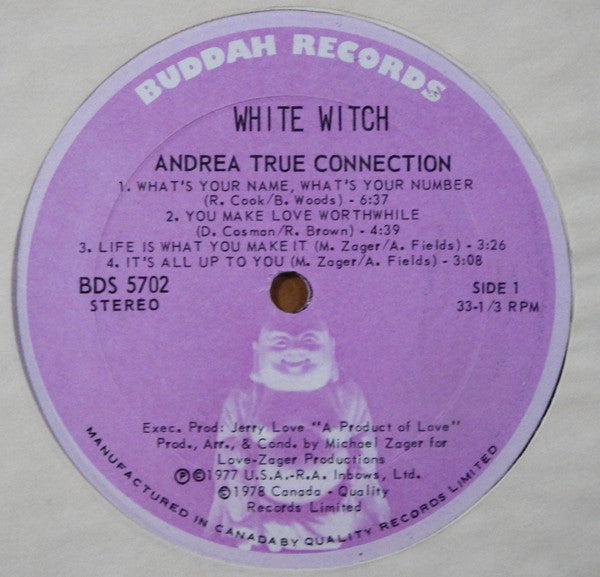 BUDDAH RECORDS
WHITE WITCH
ANDREA TRUE CONNECTION
1. WHAT'S YOUR NAME, WHAT'S YOUR NUMBER
(R. Cook/B. Woods) - 6:37
2. YOU MAKE LOVE WORTHWHILE
(D. Cosman/R. Brown) - 4:39
3. LIFE IS WHAT YOU MAKE IT (M. Zager/A. Fields) - 3:26
4. IT'S ALL UP TO YOU (M. Zager/A. Fields) - 3:08
BDS 5702
STEREO
SIDE 1
33-1/3 RPM
Exec. Prod: Jerry Love "A Product of Love"
Prod., Arr., & Cond. by Michael Zager for
Love-Zager Productions
℗©1977 U.S.A.-R.A. Inbows, Ltd.
©1978 Canada - Quality
Records Limited
MANUFACTURED IN CANADA BY QUALITY RECORDS LIMITED